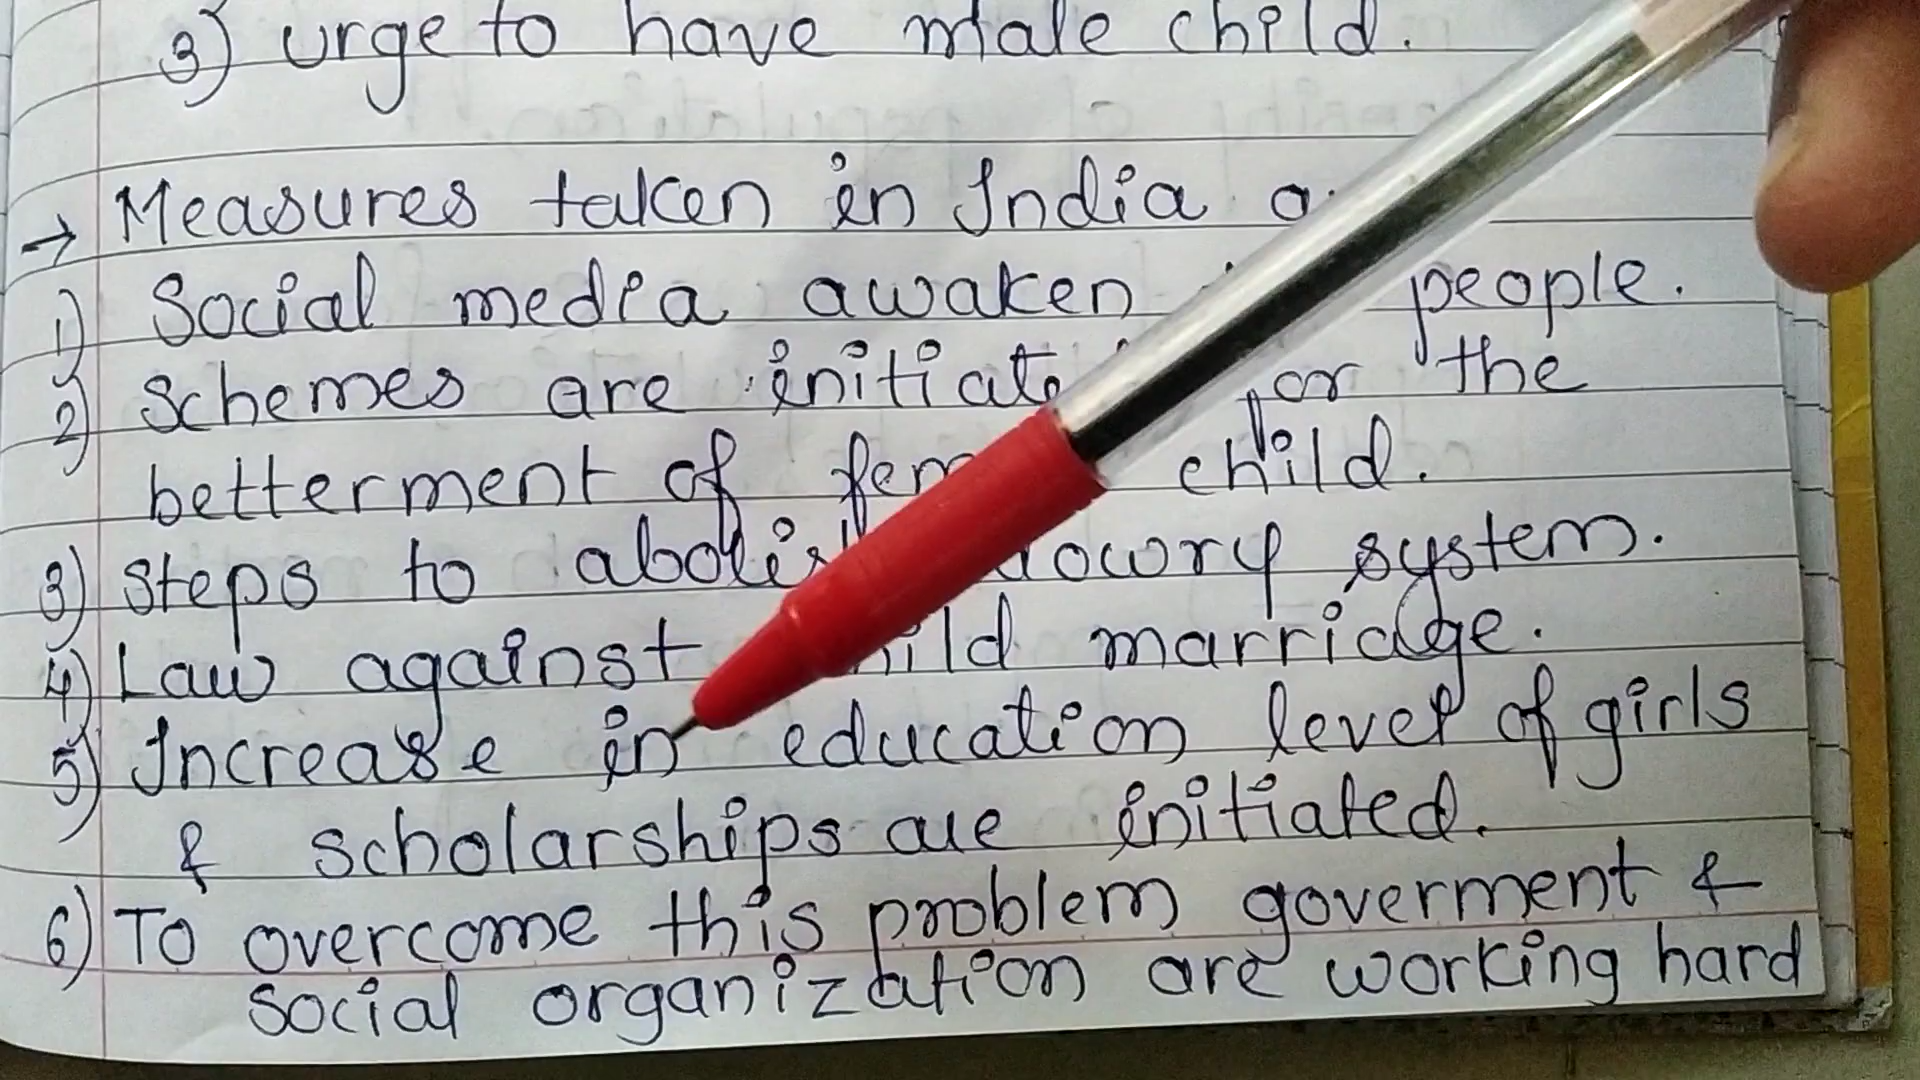 3) urge to have male child.
→ Measures taken in India
1) Social media awaken people.
2) Schemes are for the
betterment of child.
3) Steps to system.
4) Law against marriage.
5) Increase in education level of girls
& scholarships are initiated.
6) To overcome this problem goverment &
social organization are working hard